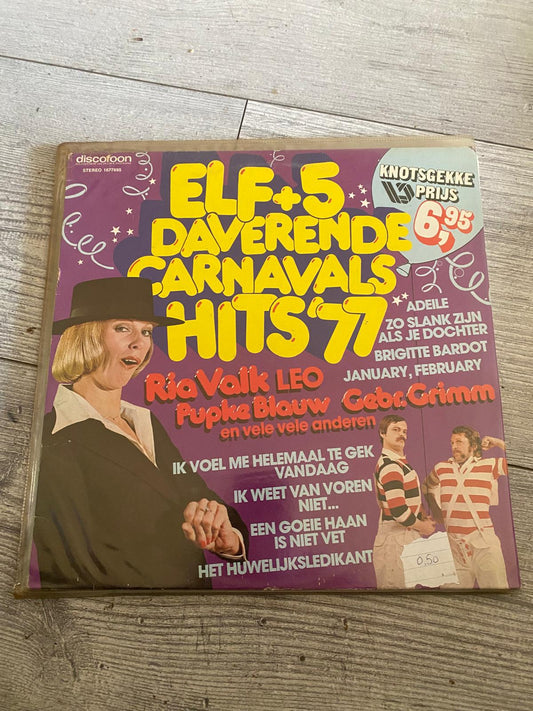 discofoon
STEREO 1677695
ELF+5
DAVERENDE
CARNAVALS
HITS '77
KNOTSGEKKE
PRIJS
6,95
ADEILE
ZO SLANK ZIJN
ALS JE DOCHTER
BRIGITTE BARDOT
JANUARY, FEBRUARY
Ria Valk LEO
Pupke Blauw Gebr. Grimm
en vele vele anderen
IK VOEL ME HELEMAAL TE GEK
VANDAAG
IK WEET VAN VOREN
NIET...
EEN GOEIE HAAN
IS NIET VET
HET HUWELIJKSLEDIKANT
0,50